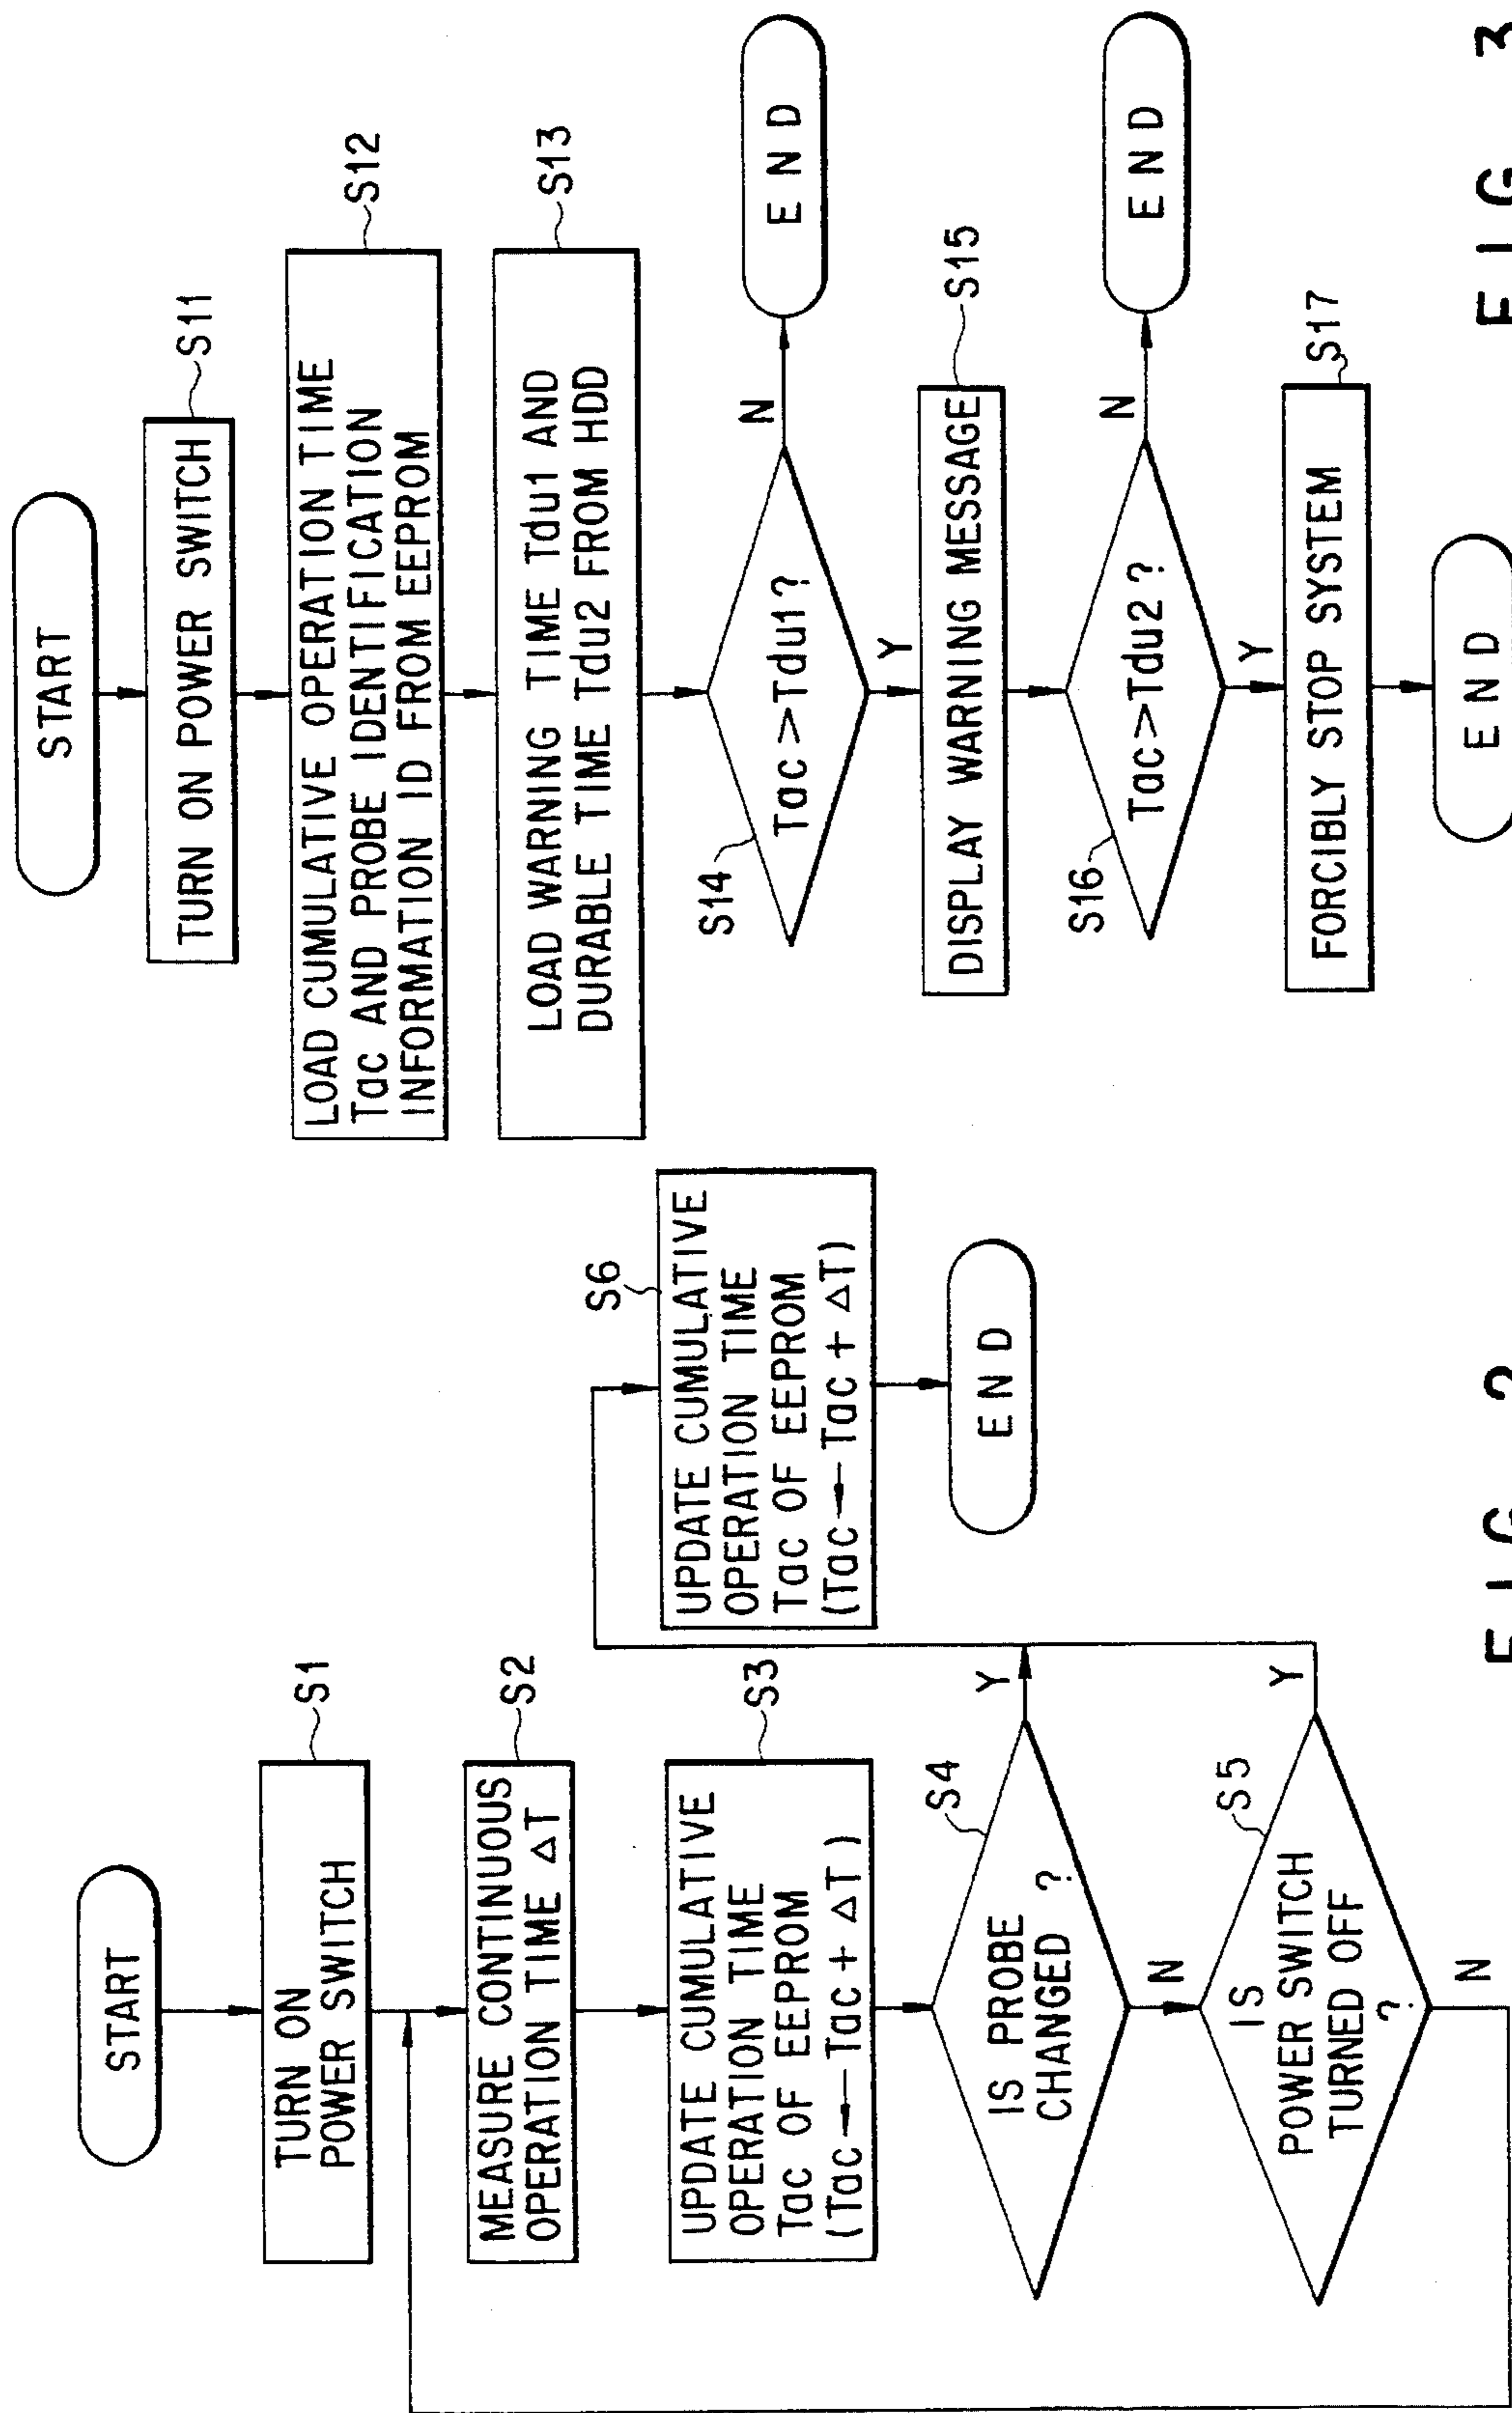 START
TURN ON
POWER SWITCH
S1
MEASURE CONTINUOUS
OPERATION TIME △T
S2
UPDATE CUMULATIVE
OPERATION TIME
Tac OF EEPROM
(Tac ← Tac + △T)
S3
IS PROBE
CHANGED ?
S4
Y
N
IS
POWER SWITCH
TURNED OFF
?
S5
Y
N
S6
UPDATE CUMULATIVE
OPERATION TIME
Tac OF EEPROM
(Tac ← Tac + △T)
END
FIG. 2
START
TURN ON POWER SWITCH
S11
LOAD CUMULATIVE OPERATION TIME
Tac AND PROBE IDENTIFICATION
INFORMATION ID FROM EEPROM
S12
LOAD WARNING TIME Tdu1 AND
DURABLE TIME Tdu2 FROM HDD
S13
S14
Tac > Tdu1 ?
N
END
Y
DISPLAY WARNING MESSAGE
S15
S16
Tac > Tdu2 ?
N
END
Y
FORCIBLY STOP SYSTEM
S17
END
FIG. 3